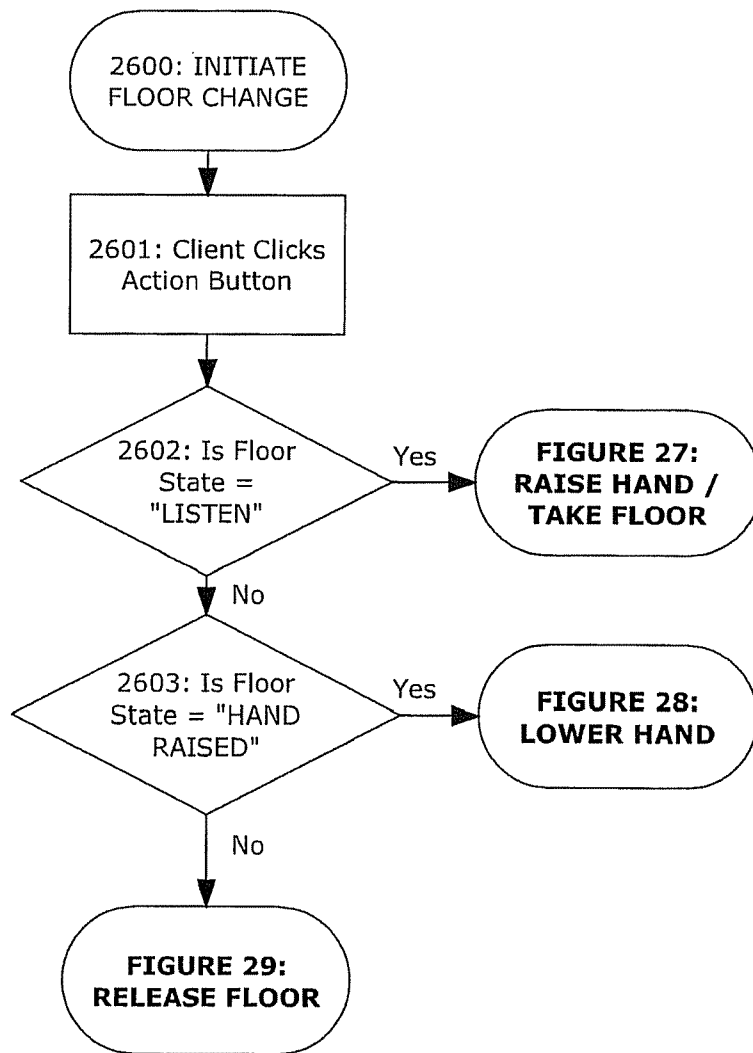 2600: INITIATE
FLOOR CHANGE
2601: Client Clicks
Action Button
2602: Is Floor
State =
"LISTEN"
Yes
FIGURE 27:
RAISE HAND /
TAKE FLOOR
No
2603: Is Floor
State = "HAND
RAISED"
Yes
FIGURE 28:
LOWER HAND
No
FIGURE 29:
RELEASE FLOOR